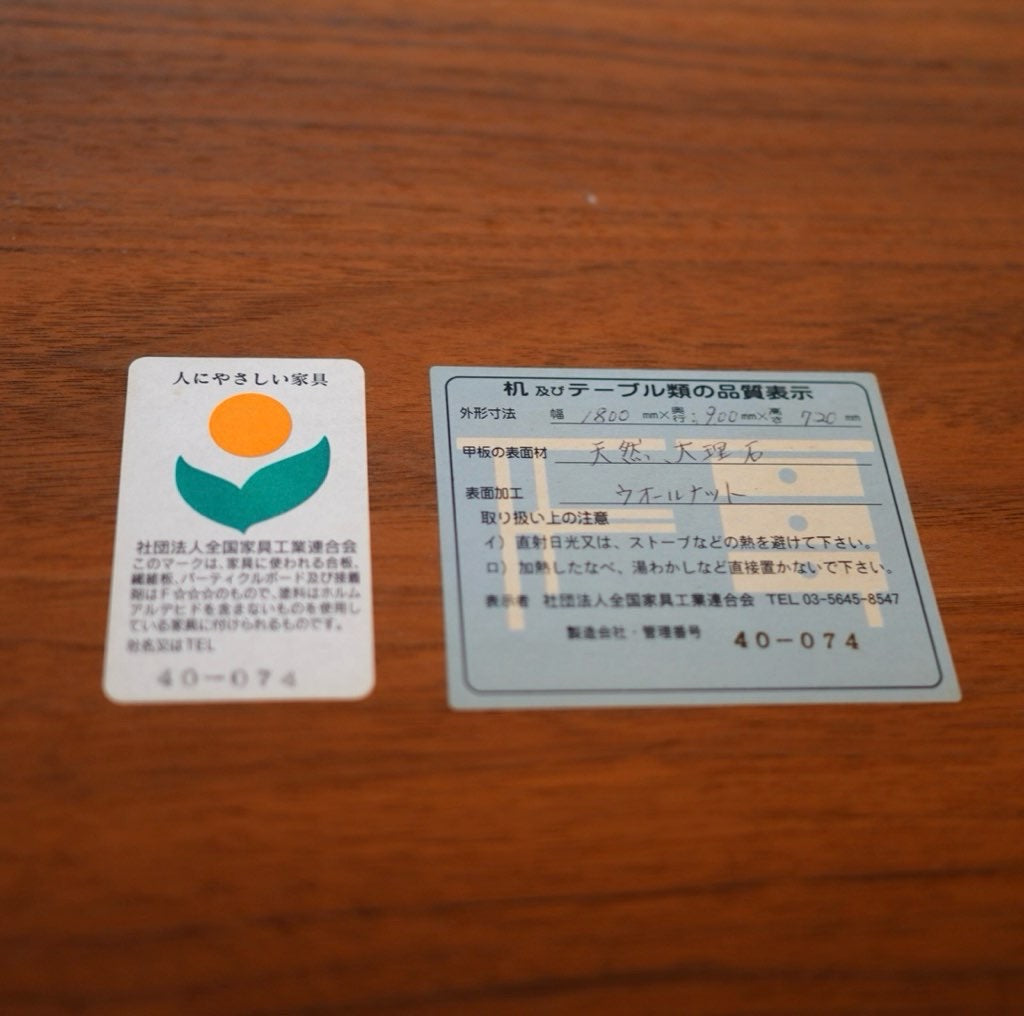 人にやさしい家具
社団法人全国家具工業連合会
このマークは、家具に使われる合板、
繊維板、パーティクルボード及び接着
剤はF☆☆☆のもので、塗料はホルム
アルデヒドを含まないものを使用し
ている家具に付けられるものです。
社名又はTEL
40-074
机及びテーブル類の品質表示
外形寸法 幅 1800 mm×奥行:900mm×高さ 720 mm
甲板の表面材 天然、大理石
表面加工 ウオールナット
取り扱い上の注意
イ）直射日光又は、ストーブなどの熱を避けて下さい。
ロ）加熱したなべ、湯わかしなど直接置かないで下さい。
表示者 社団法人全国家具工業連合会 TEL 03-5645-8547
製造会社・管理番号 40-074